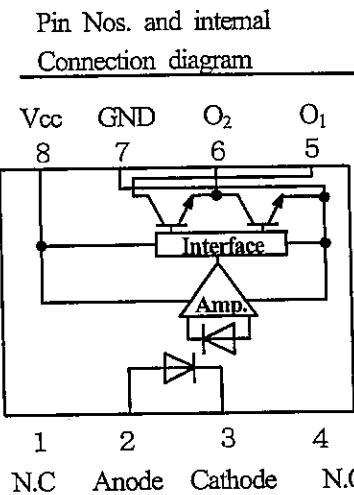 Pin Nos. and internal
Connection diagram
Vcc GND O₂ O₁
8 7 6 5
Interface
Amp.
1 2 3 4
N.C Anode Cathode